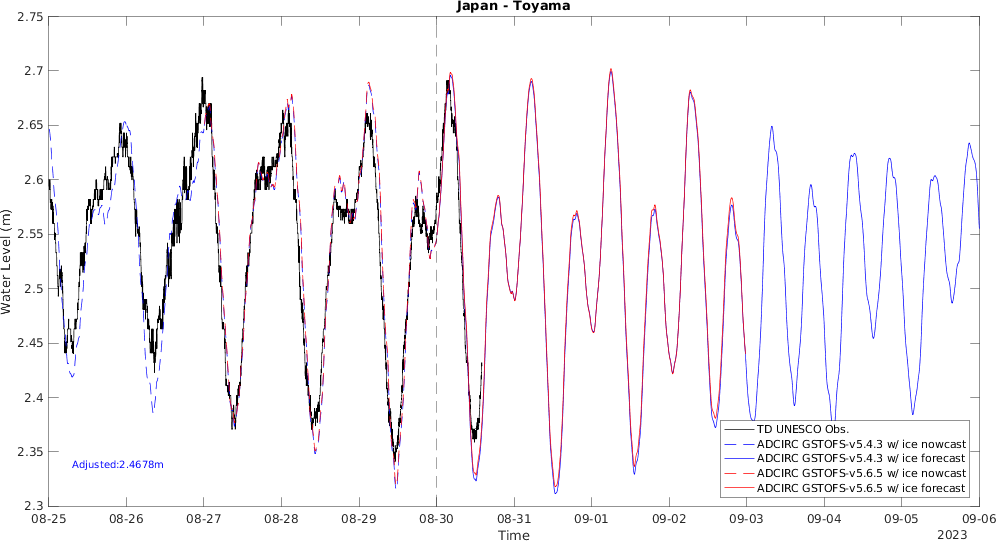 Japan - Toyama
2.75
2.7
2.65
2.6
2.55
2.5
2.45
2.4
2.35
2.3
Water Level (m)
Adjusted:2.4678m
TD UNESCO Obs.
ADCIRC GSTOFS-v5.4.3 w/ ice nowcast
ADCIRC GSTOFS-v5.4.3 w/ ice forecast
ADCIRC GSTOFS-v5.6.5 w/ ice nowcast
ADCIRC GSTOFS-v5.6.5 w/ ice forecast
08-25 08-26 08-27 08-28 08-29 08-30 08-31 09-01 09-02 09-03 09-04 09-05 09-06
Time
2023